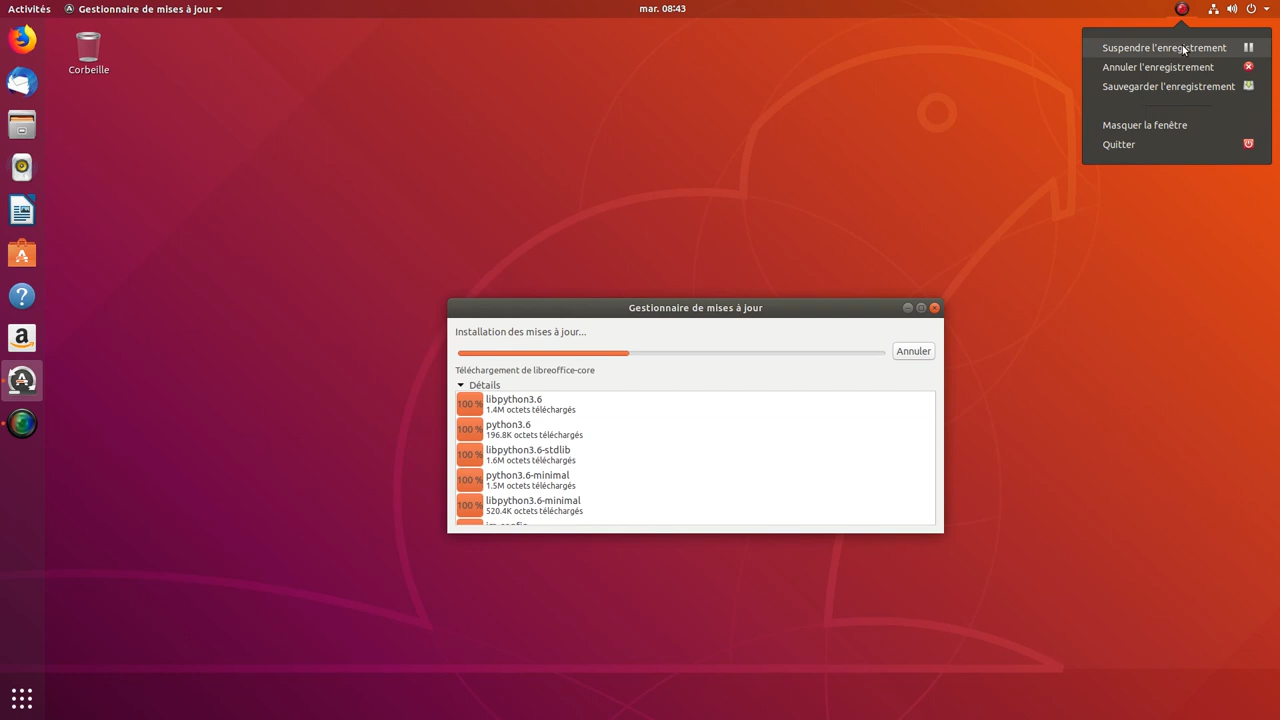 Activités
Gestionnaire de mises à jour
mar. 08:43
Corbeille
Suspendre l'enregistrement
Annuler l'enregistrement
Sauvegarder l'enregistrement
Masquer la fenêtre
Quitter
Gestionnaire de mises à jour
Installation des mises à jour...
Annuler
Téléchargement de libreoffice-core
Détails
100 %
libpython3.6
1.4M octets téléchargés
100 %
python3.6
196.8K octets téléchargés
100 %
libpython3.6-stdlib
1.6M octets téléchargés
100 %
python3.6-minimal
1.5M octets téléchargés
100 %
libpython3.6-minimal
520.4K octets téléchargés